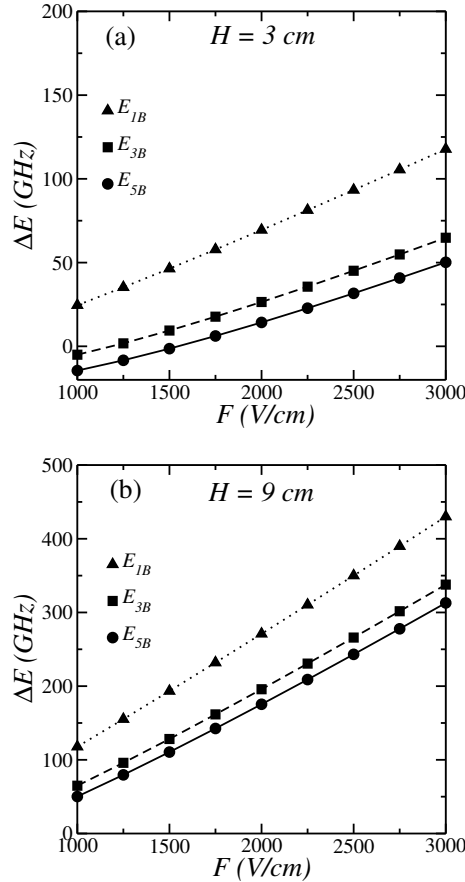 200
(a) H = 3 cm
150
E1B
E3B
100
E5B
ΔE (GHz)
50
0
1000 1500 2000 2500 3000
F (V/cm)
500
(b) H = 9 cm
400
E1B
E3B
300
E5B
ΔE (GHz)
200
100
0
1000 1500 2000 2500 3000
F (V/cm)